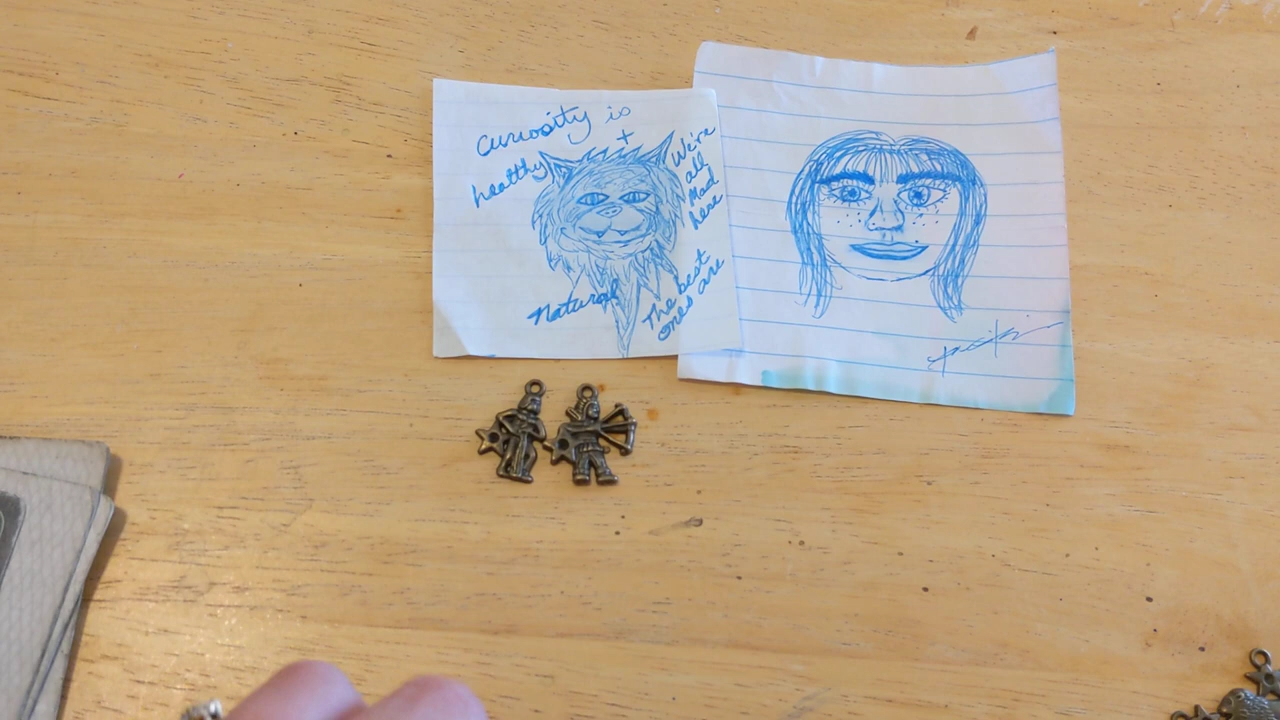 Curiosity is
+
healthy
natural
We're
all
mad
here
The best
ones are